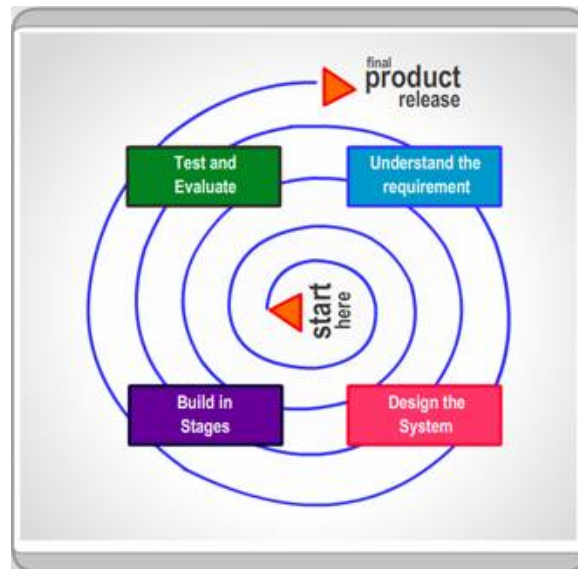 final
product
release
Test and
Evaluate
Understand the
requirement
start
here
Build in
Stages
Design the
System